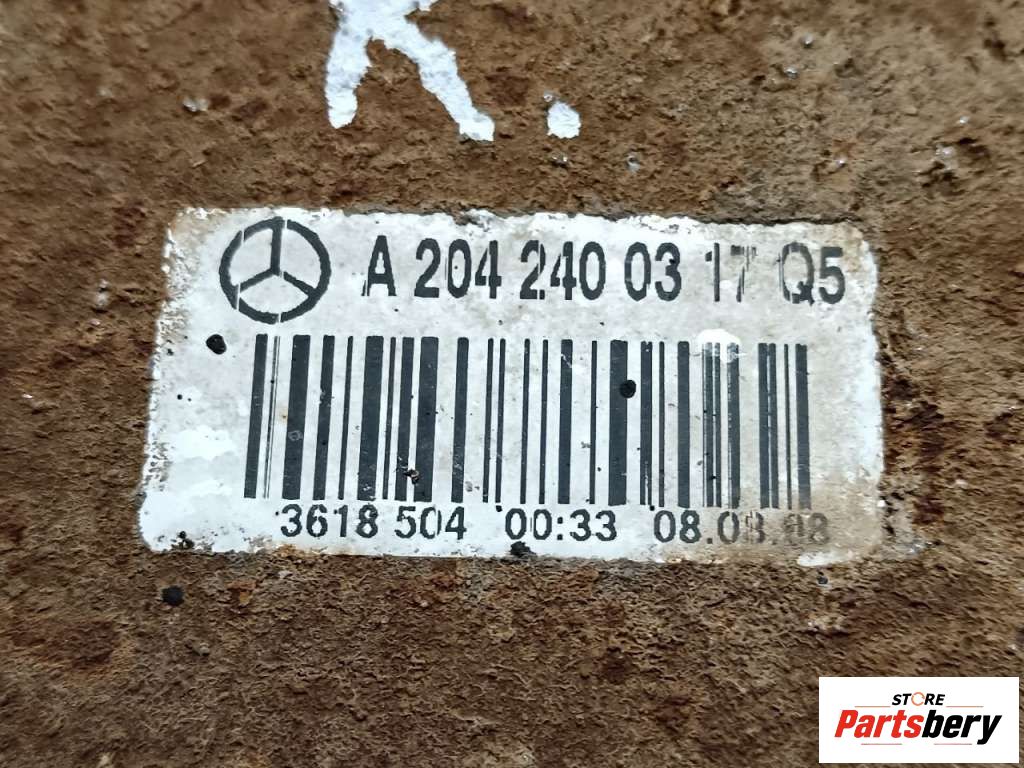 K.
A 204 240 03 17 Q5
3618 504 00:33 08.08.08
STORE
Partsbery